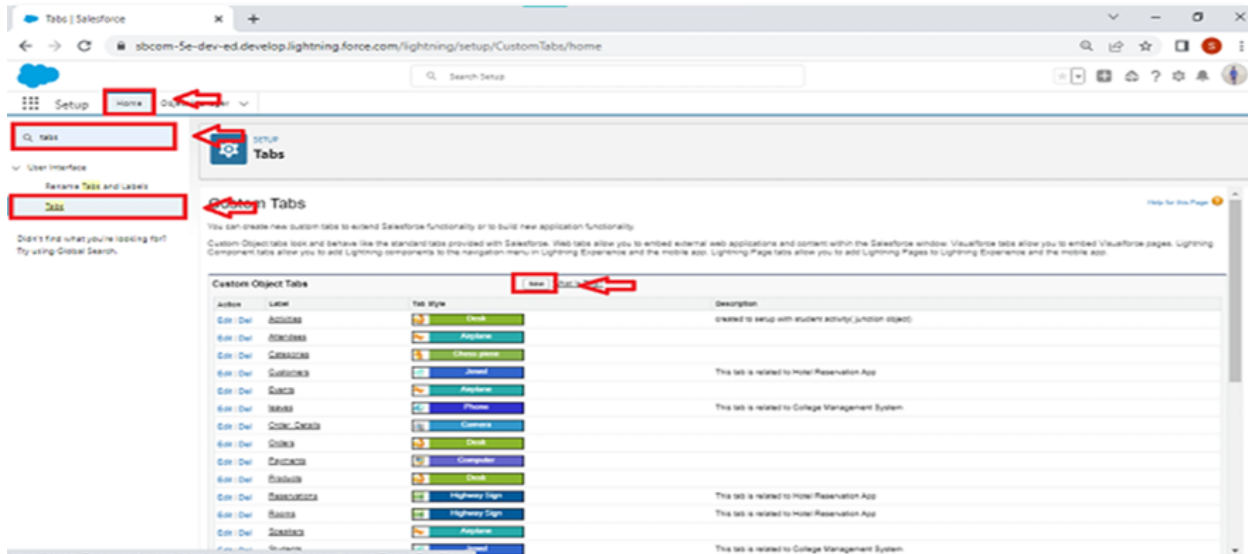 Tabs | Salesforce
sbcom-5e-dev-ed.develop.lightning.force.com/lightning/setup/CustomTabs/home
S
Search Setup
Setup Home
tabs
User Interface
Rename Tabs and Labels
Tabs
Didn't find what you're looking for?
Try using Global Search.
SETUP
Tabs
Custom Tabs
Help for this Page
You can create new custom tabs to extend Salesforce functionality or to build new application functionality.
Custom Object tabs look and behave like the standard tabs provided with Salesforce. Web tabs allow you to embed external web applications and content within the Salesforce window. Visualforce tabs allow you to embed Visualforce pages. Lightning
Component tabs allow you to add Lightning components to the navigation menu in Lightning Experience and the mobile app. Lightning Page tabs allow you to add Lightning Pages to Lightning Experience and the mobile app.
Custom Object Tabs New
Action Label Tab Style Description
Edit | Del Activities Desk created to setup with student activity( junction object)
Edit | Del Attendees Airplane
Edit | Del Categories Chess piece
Edit | Del Customers Jewel This tab is related to Hotel Reservation App
Edit | Del Events Airplane
Edit | Del leaves Phone This tab is related to College Management System
Edit | Del Order_Details Camera
Edit | Del Orders Desk
Edit | Del Payments Computer
Edit | Del Products Desk
Edit | Del Reservations Highway Sign This tab is related to Hotel Reservation App
Edit | Del Rooms Highway Sign This tab is related to Hotel Reservation App
Edit | Del Speakers Airplane
Edit | Del Students Jewel This tab is related to College Management System